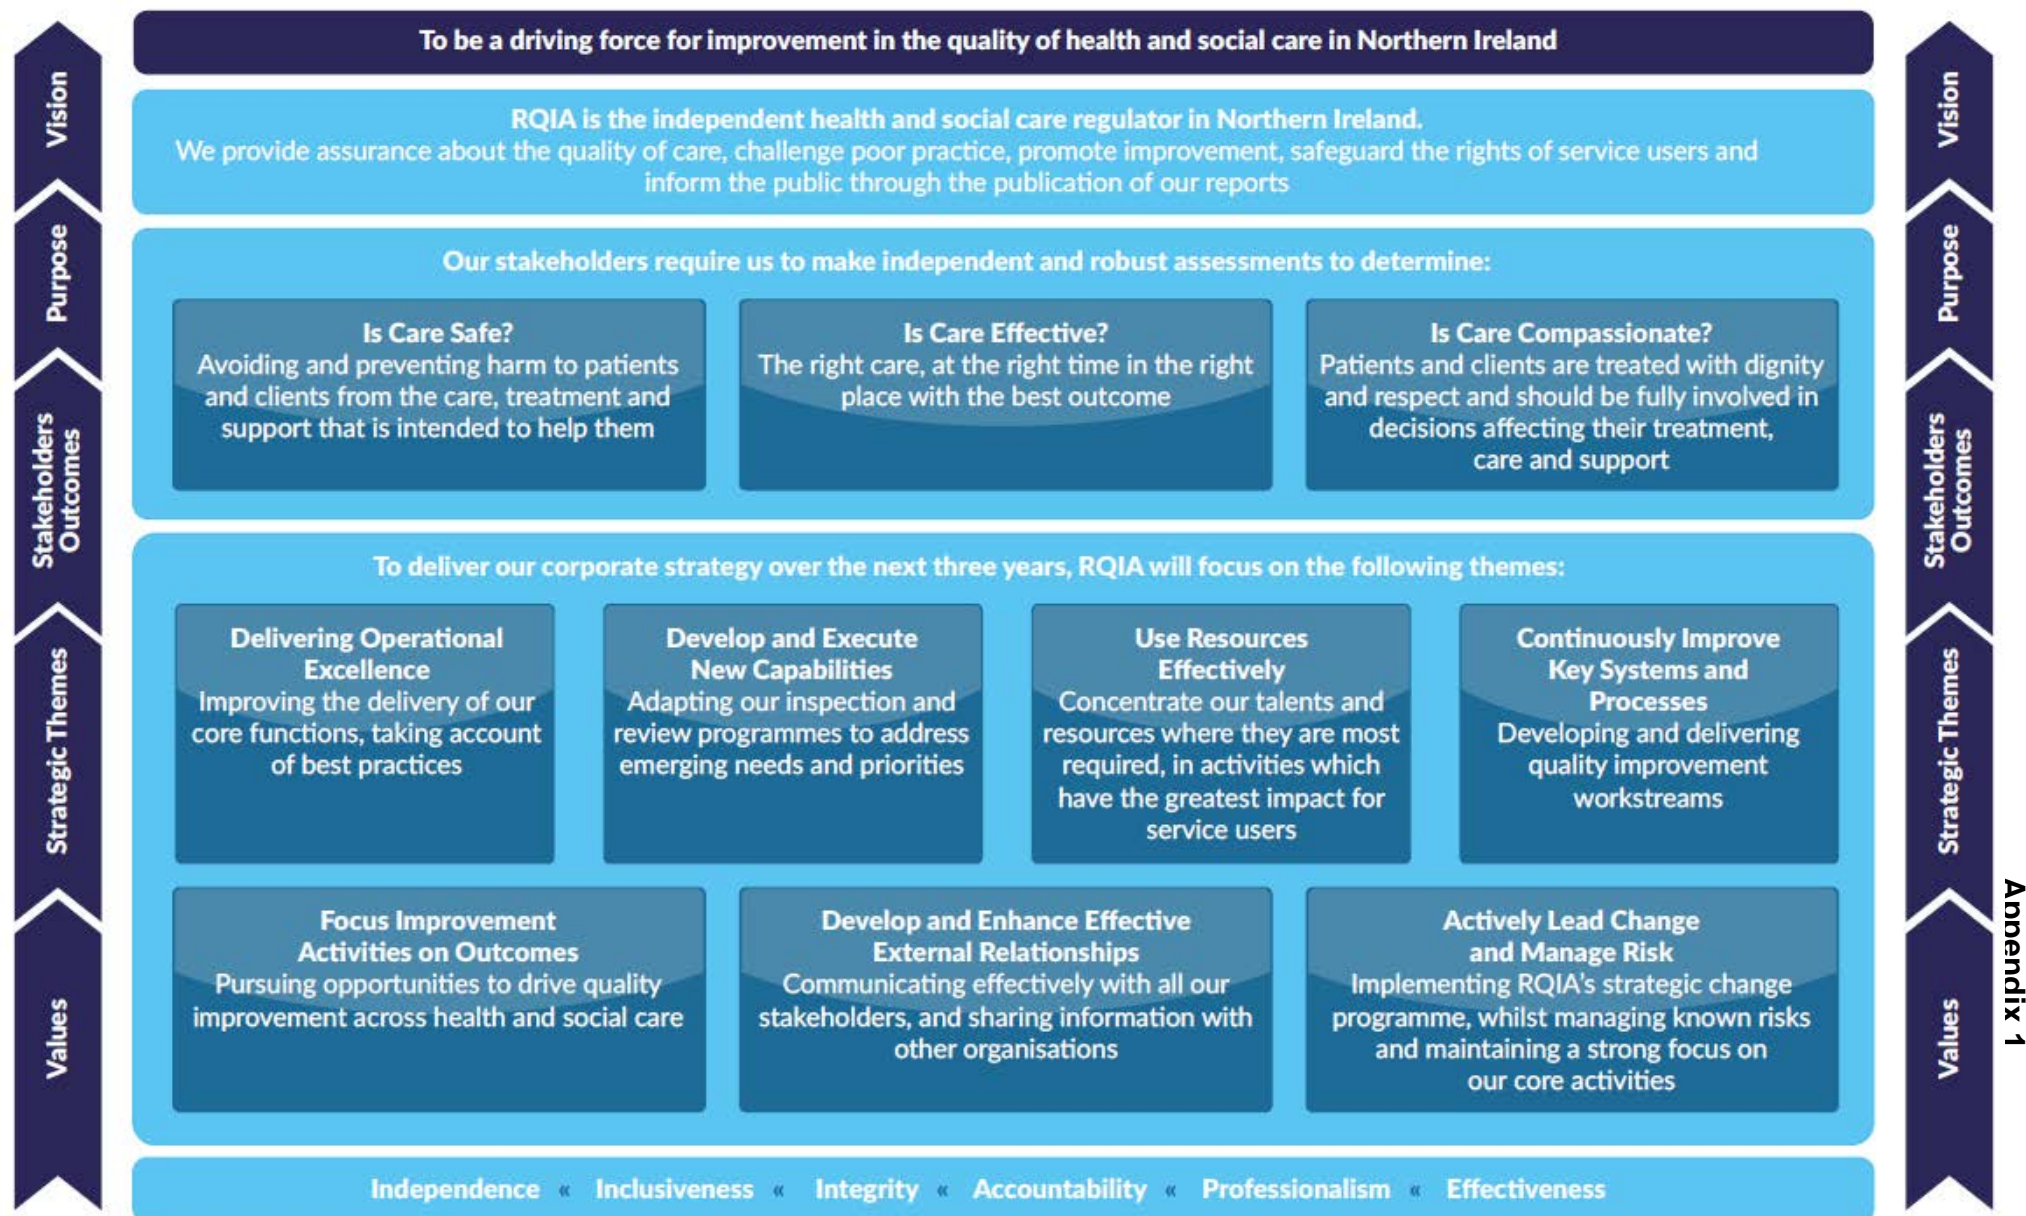 To be a driving force for improvement in the quality of health and social care in Northern Ireland
Vision
RQIA is the independent health and social care regulator in Northern Ireland.
We provide assurance about the quality of care, challenge poor practice, promote improvement, safeguard the rights of service users and
inform the public through the publication of our reports
Purpose
Our stakeholders require us to make independent and robust assessments to determine:
Is Care Safe?
Avoiding and preventing harm to patients
and clients from the care, treatment and
support that is intended to help them
Is Care Effective?
The right care, at the right time in the right
place with the best outcome
Is Care Compassionate?
Patients and clients are treated with dignity
and respect and should be fully involved in
decisions affecting their treatment,
care and support
Stakeholders
Outcomes
To deliver our corporate strategy over the next three years, RQIA will focus on the following themes:
Delivering Operational
Excellence
Improving the delivery of our
core functions, taking account
of best practices
Develop and Execute
New Capabilities
Adapting our inspection and
review programmes to address
emerging needs and priorities
Use Resources
Effectively
Concentrate our talents and
resources where they are most
required, in activities which
have the greatest impact for
service users
Continuously Improve
Key Systems and
Processes
Developing and delivering
quality improvement
workstreams
Strategic Themes
Focus Improvement
Activities on Outcomes
Pursuing opportunities to drive quality
improvement across health and social care
Develop and Enhance Effective
External Relationships
Communicating effectively with all our
stakeholders, and sharing information with
other organisations
Actively Lead Change
and Manage Risk
Implementing RQIA's strategic change
programme, whilst managing known risks
and maintaining a strong focus on
our core activities
Values
Independence « Inclusiveness « Integrity « Accountability « Professionalism « Effectiveness
Vision
Purpose
Stakeholders
Outcomes
Strategic Themes
Values
Appendix 1